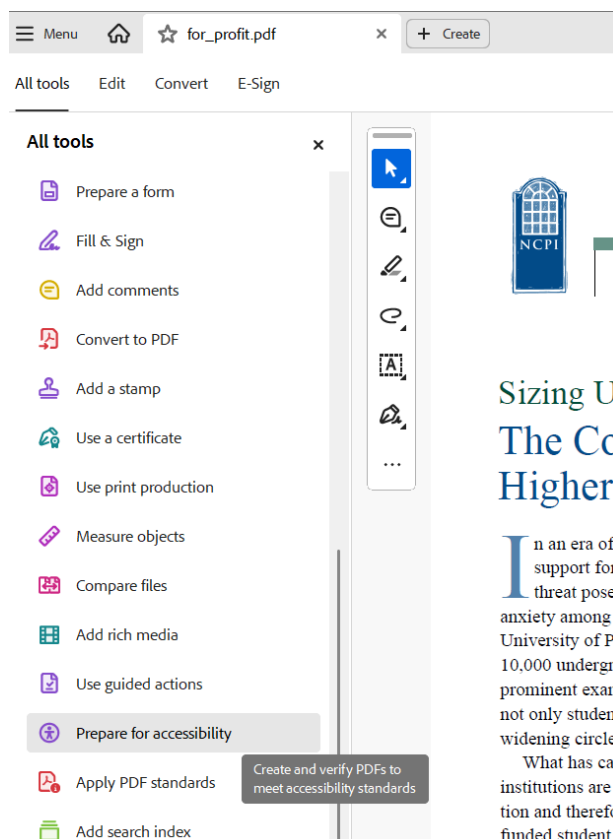 Menu
for_profit.pdf
Create
All tools
Edit
Convert
E-Sign
All tools
Prepare a form
Fill & Sign
Add comments
Convert to PDF
Add a stamp
Use a certificate
Use print production
Measure objects
Compare files
Add rich media
Use guided actions
Prepare for accessibility
Create and verify PDFs to
meet accessibility standards
Apply PDF standards
Add search index
A
NCPI
Sizing U
The Co
Higher
In an era of
support for
threat pose
anxiety among
University of P
10,000 undergr
prominent exam
not only studen
widening circle
What has ca
institutions are
tion and therefo
funded student